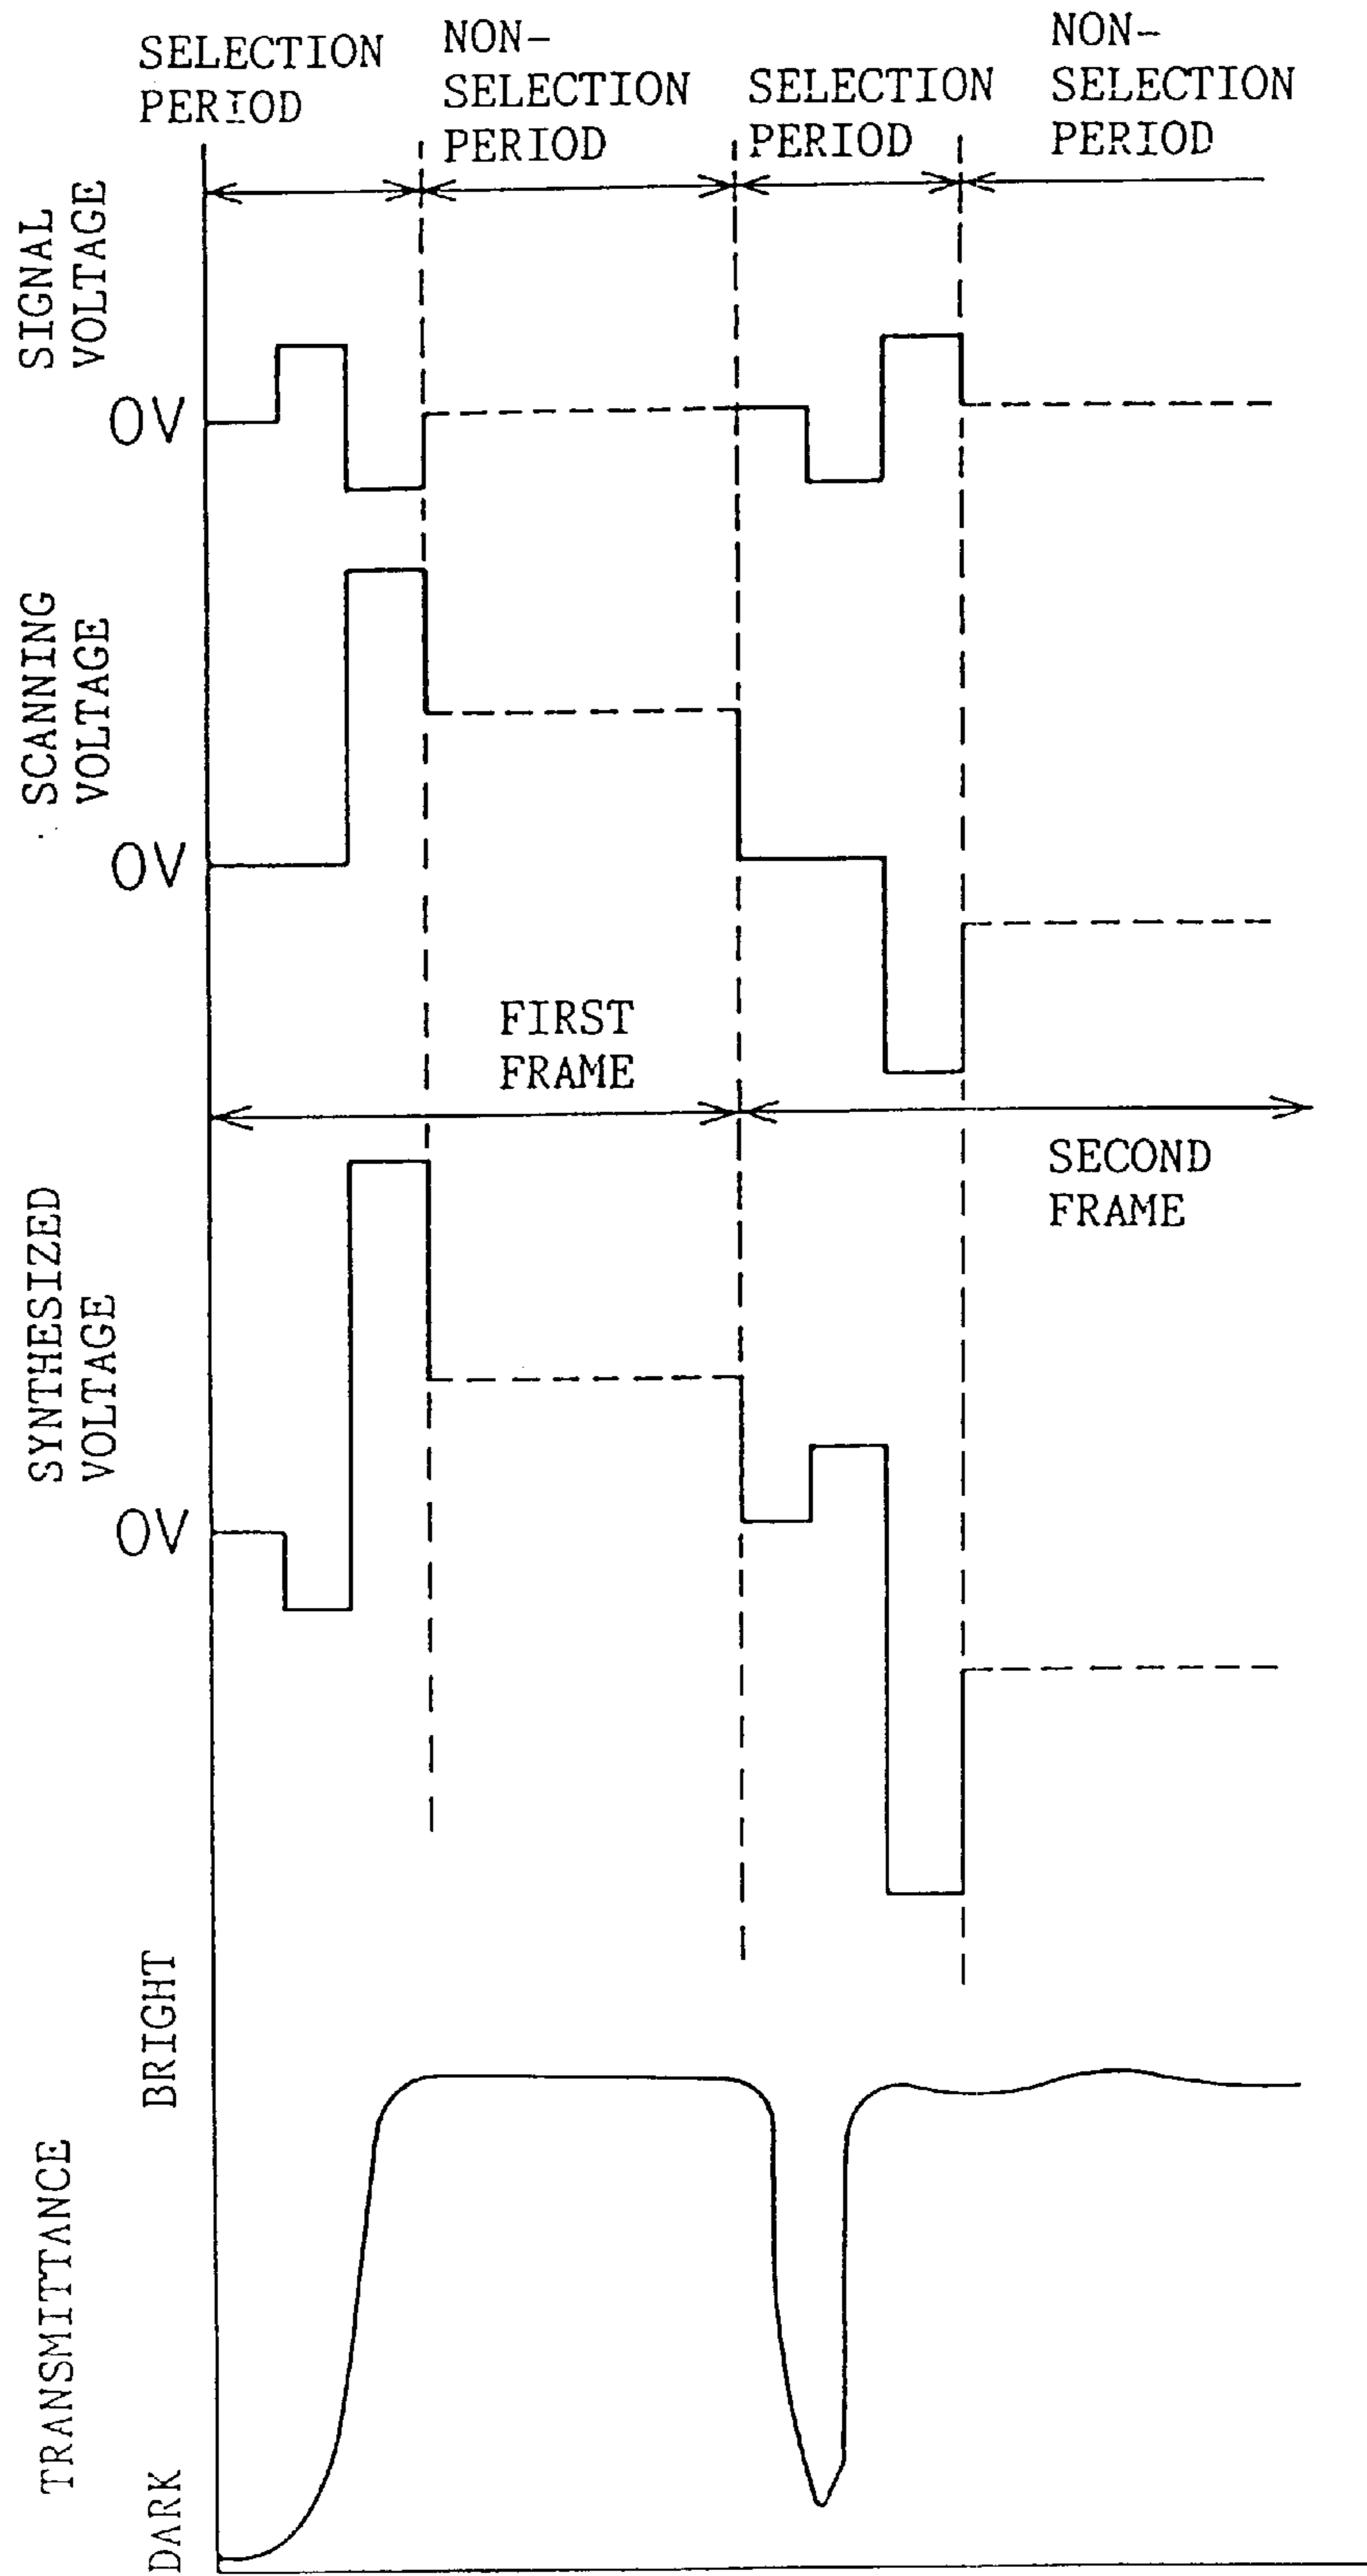 SELECTION
PERIOD
NON-
SELECTION
PERIOD
SELECTION
PERIOD
NON-
SELECTION
PERIOD
SIGNAL
VOLTAGE
0V
SCANNING
VOLTAGE
0V
FIRST
FRAME
SECOND
FRAME
SYNTHESIZED
VOLTAGE
0V
TRANSMITTANCE
BRIGHT
DARK